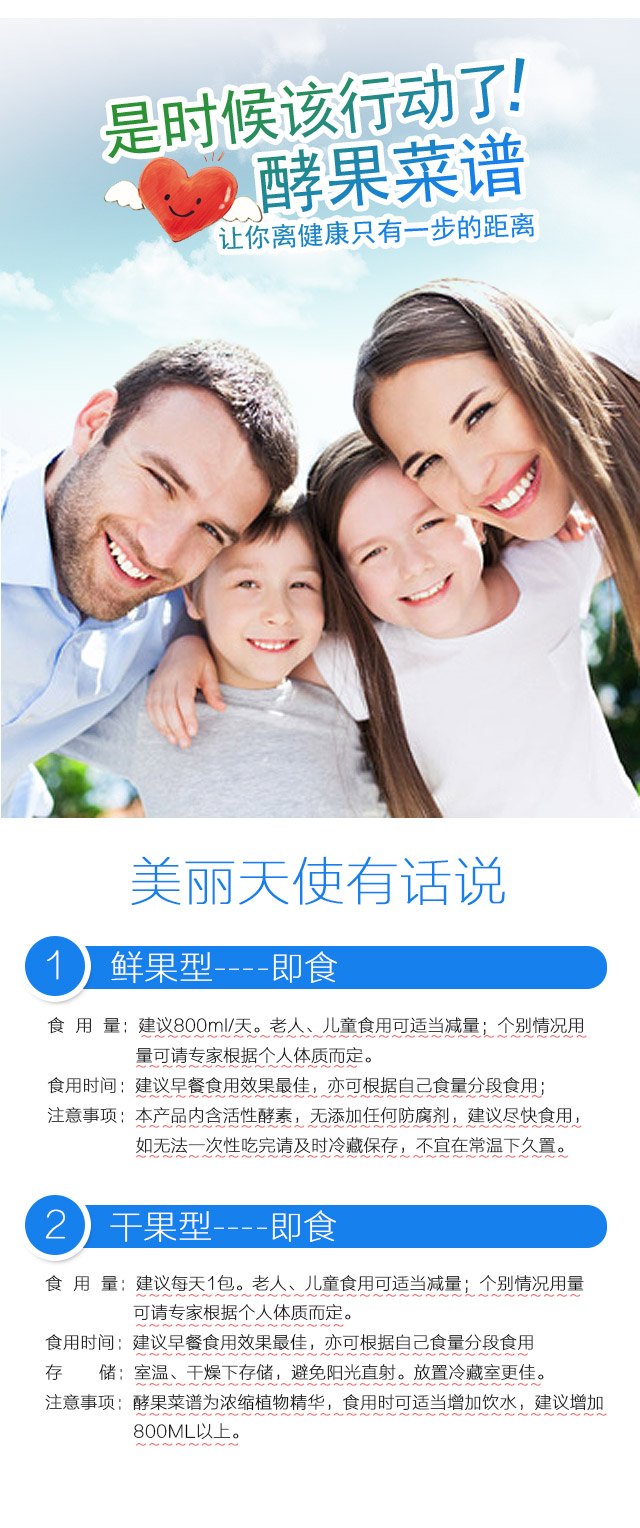 是时候该行动了!
酵果菜谱
让你离健康只有一步的距离
美丽天使有话说
1 鲜果型----即食
食 用 量：建议800ml/天。老人、儿童食用可适当减量；个别情况用
量可请专家根据个人体质而定。
食用时间：建议早餐食用效果最佳，亦可根据自己食量分段食用；
注意事项：本产品内含活性酵素，无添加任何防腐剂，建议尽快食用，
如无法一次性吃完请及时冷藏保存，不宜在常温下久置。
2 干果型----即食
食 用 量：建议每天1包。老人、儿童食用可适当减量；个别情况用量
可请专家根据个人体质而定。
食用时间：建议早餐食用效果最佳，亦可根据自己食量分段食用
存 储：室温、干燥下存储，避免阳光直射。放置冷藏室更佳。
注意事项：酵果菜谱为浓缩植物精华，食用时可适当增加饮水，建议增加
800ML以上。